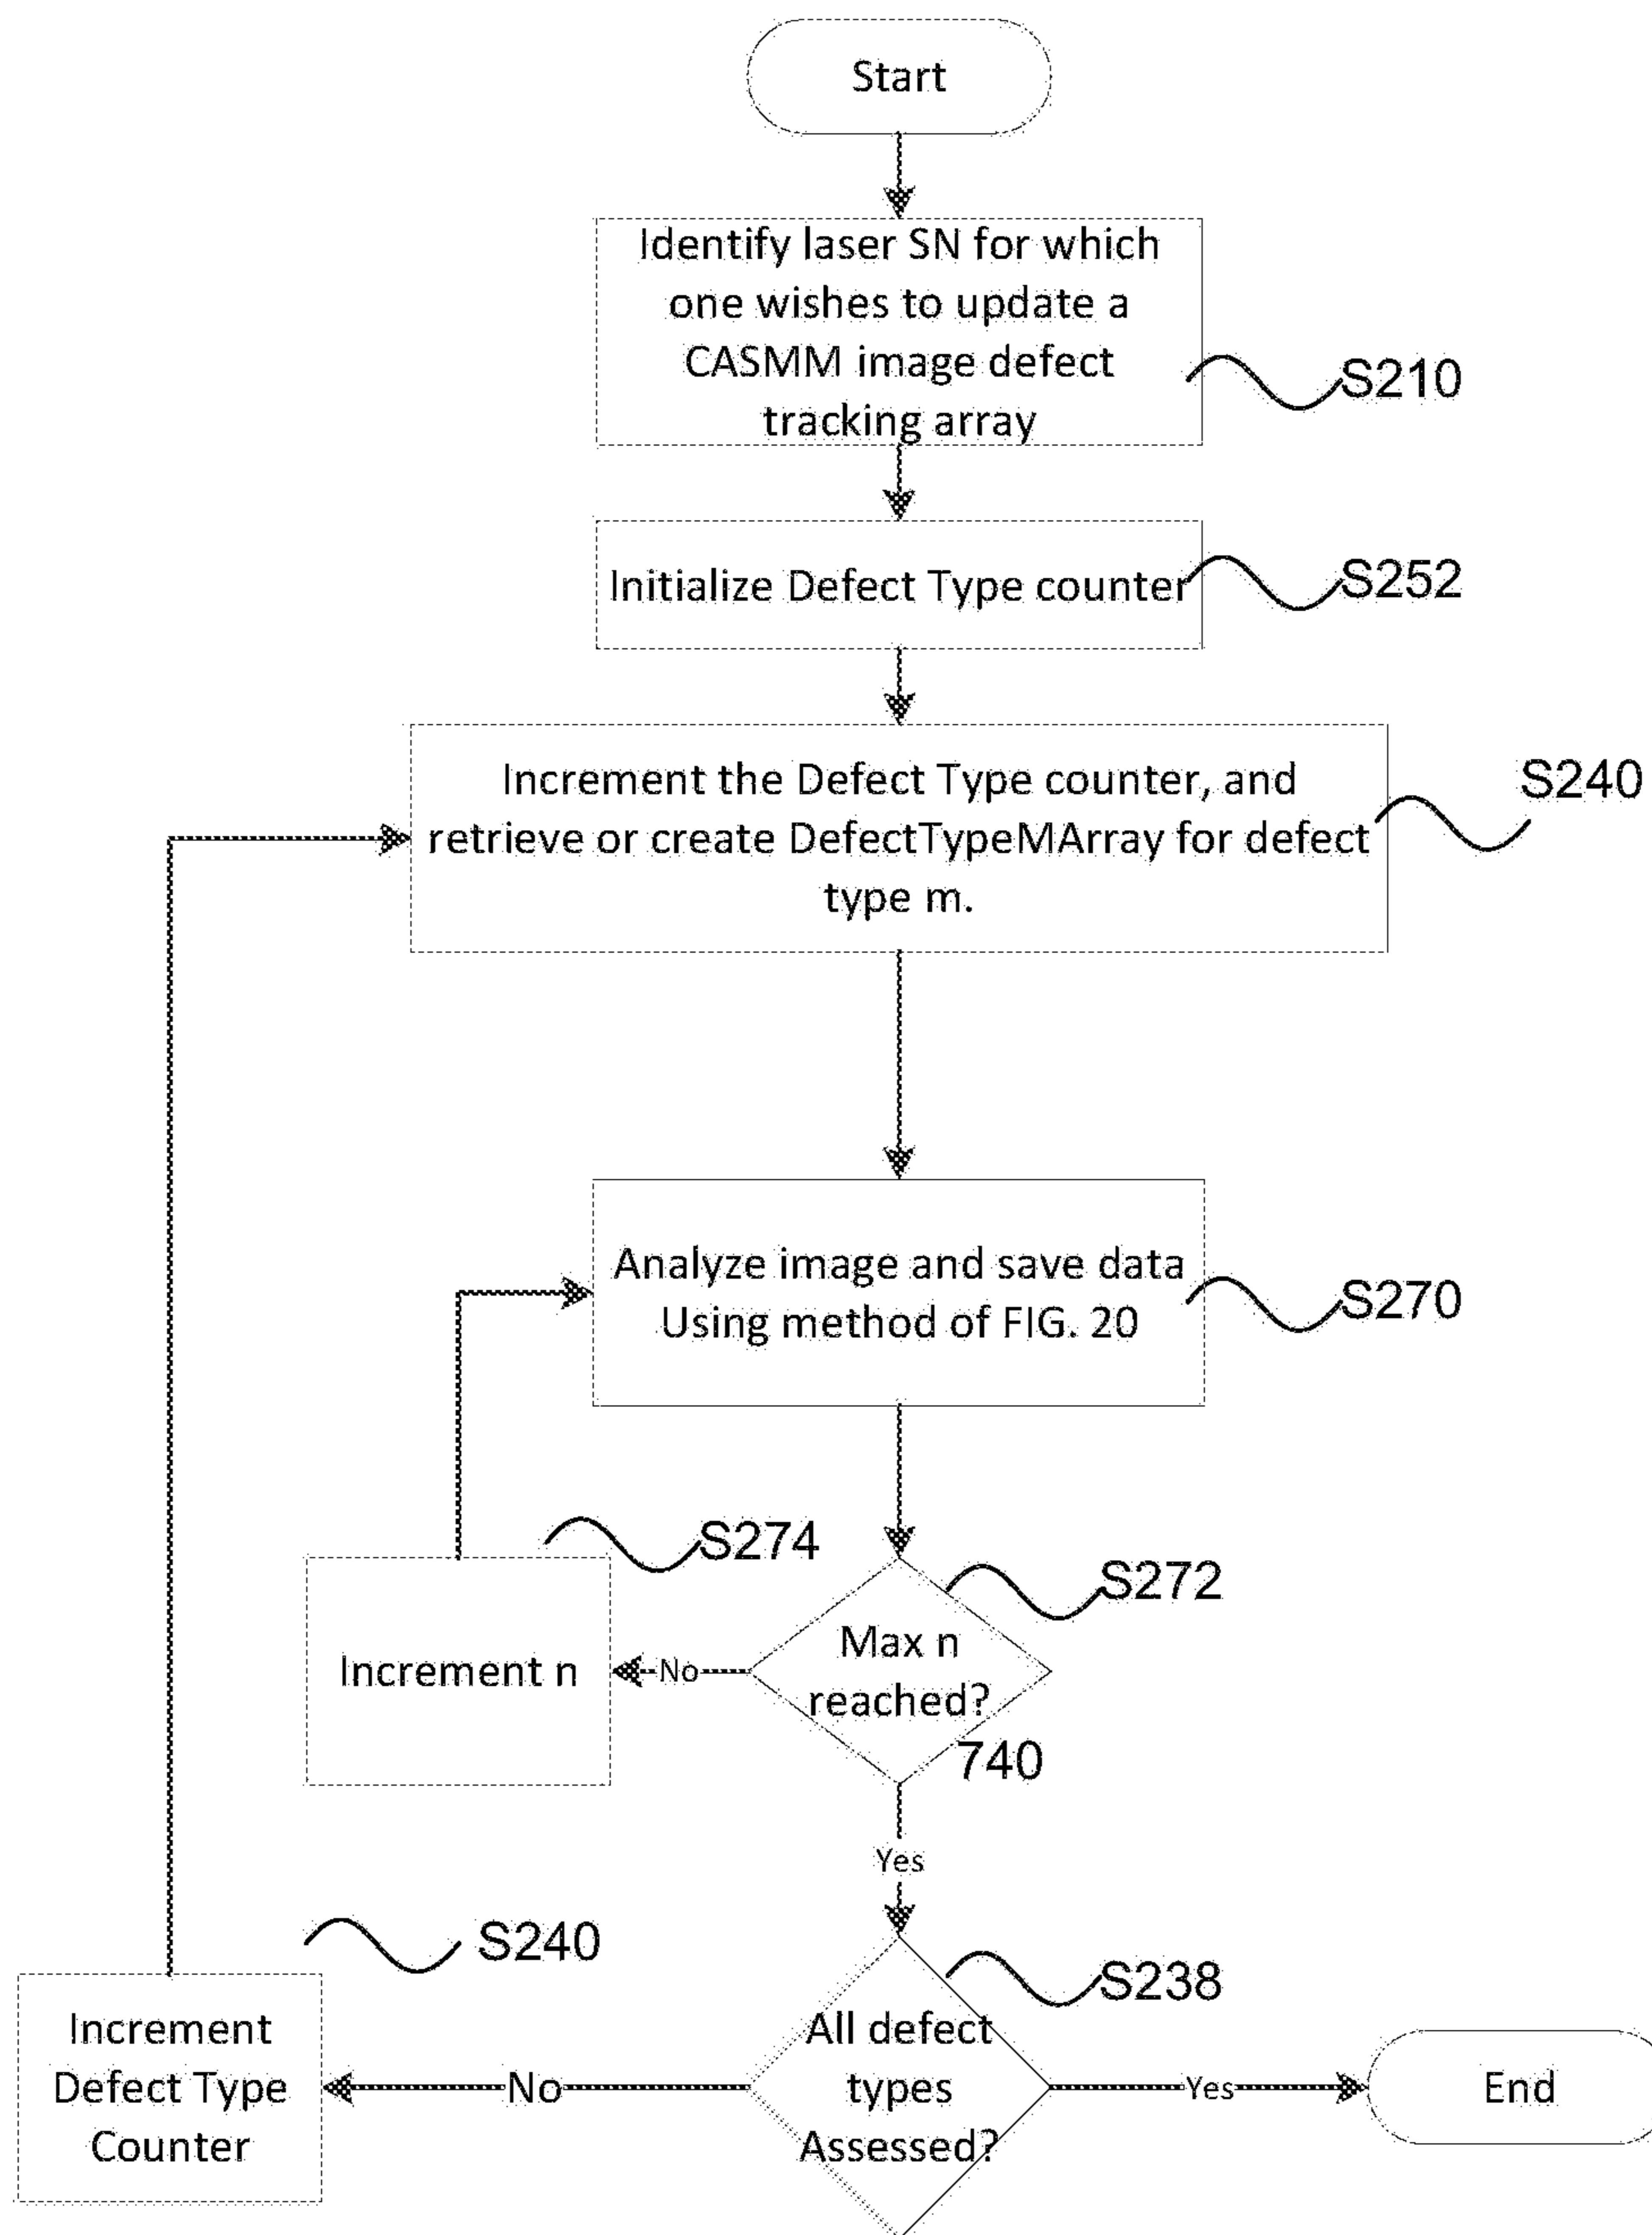 Start
Identify laser SN for which
one wishes to update a
CASMM image defect
tracking array
S210
Initialize Defect Type counter
S252
Increment the Defect Type counter, and
retrieve or create DefectTypeMArray for defect
type m.
S240
Analyze image and save data
Using method of FIG. 20
S270
S274
Increment n
No
S272
Max n
reached?
740
Yes
S240
Increment
Defect Type
Counter
No
S238
All defect
types
Assessed?
Yes
End